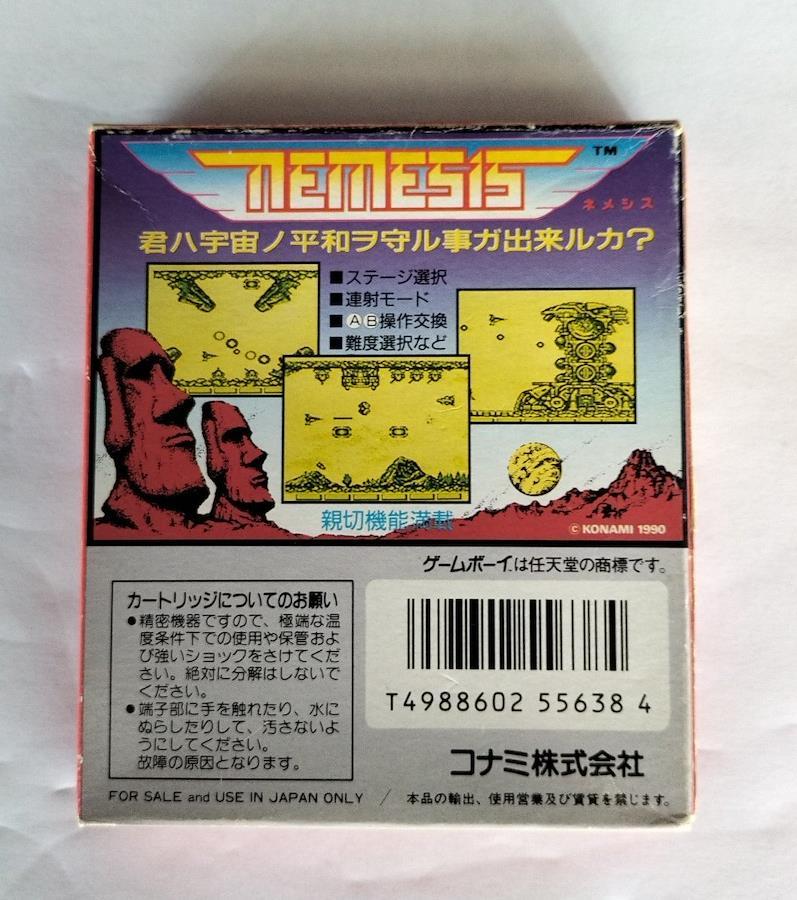 NEMESIS TM
ネメシス
君ハ宇宙ノ平和ヲ守ル事ガ出来ルカ?
■ステージ選択
■連射モード
■ⒶⒷ操作交換
■難度選択など
親切機能満載
©KONAMI 1990
ゲームボーイは任天堂の商標です。
カートリッジについてのお願い
●精密機器ですので、極端な温
度条件下での使用や保管およ
び強いショックをさけてくだ
さい。絶対に分解はしないで
ください。
●端子部に手を触れたり、水に
ぬらしたりして、汚さないよ
うにしてください。
故障の原因となります。
T4988602 55638 4
コナミ株式会社
FOR SALE and USE IN JAPAN ONLY / 本品の輸出、使用営業及び賃貸を禁じます。